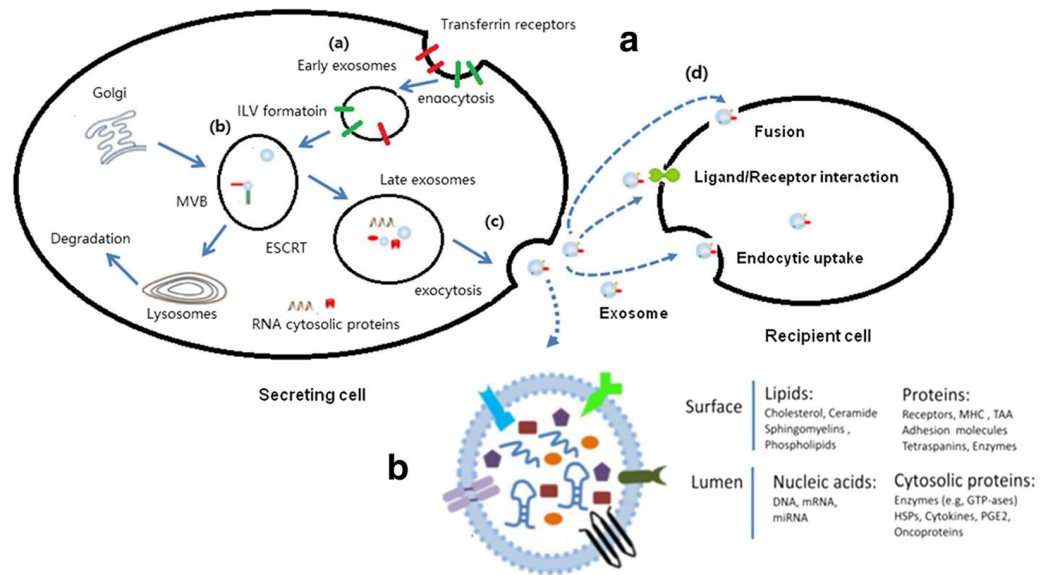 Transferrin receptors
a
(a)
Early exosomes
endocytosis
(d)
Golgi
ILV formatoin
(b)
Fusion
Ligand/Receptor interaction
MVB
Late exosomes
(c)
Degradation
ESCRT
Endocytic uptake
exocytosis
Lysosomes
RNA cytosolic proteins
Exosome
Recipient cell
Secreting cell
b
Surface
Lipids:
Cholesterol, Ceramide
Sphingomyelins ,
Phospholipids
Proteins:
Receptors, MHC , TAA
Adhesion molecules
Tetraspanins, Enzymes
Lumen
Nucleic acids:
DNA, mRNA,
miRNA
Cytosolic proteins:
Enzymes (e.g, GTP-ases)
HSPs, Cytokines, PGE2,
Oncoproteins